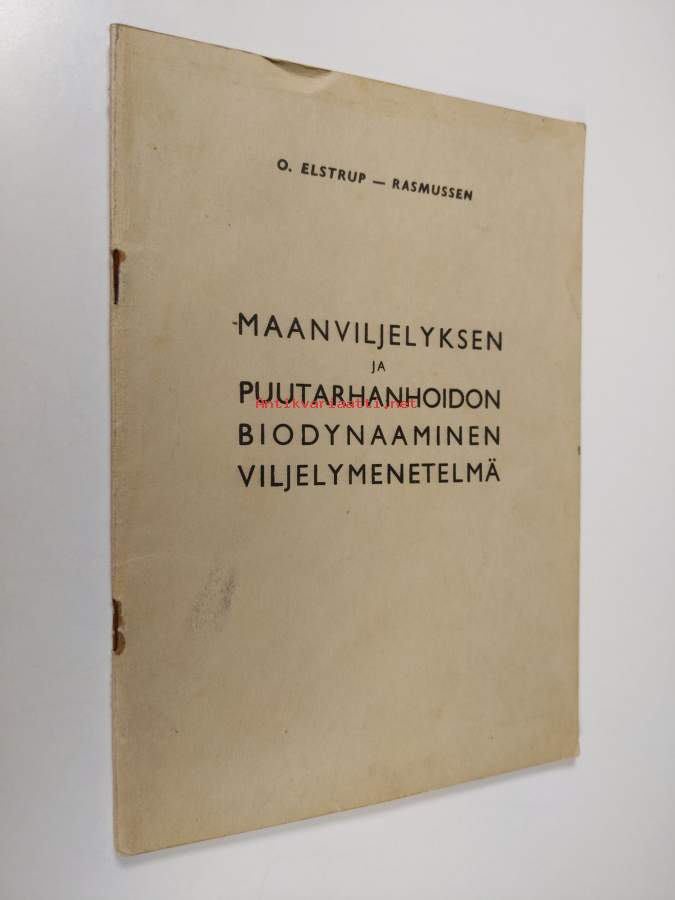 O. ELSTRUP — RASMUSSEN
MAANVILJELYKSEN
JA
PUUTARHANHOIDON
Antikvariaatti.net
BIODYNAAMINEN
VILJELYMENETELMÄ